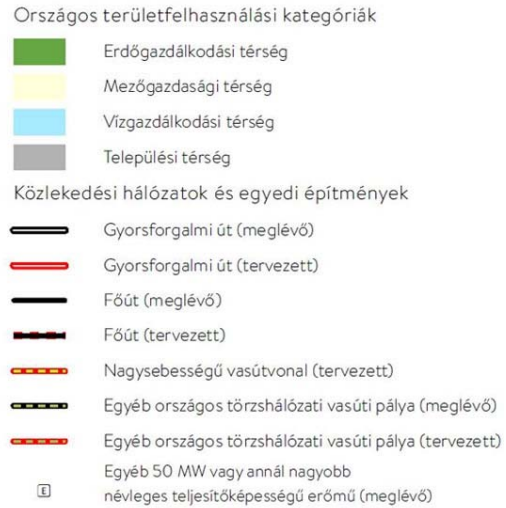 Országos területfelhasználási kategóriák
Erdőgazdálkodási térség
Mezőgazdasági térség
Vízgazdálkodási térség
Települési térség
Közlekedési hálózatok és egyedi építmények
Gyorsforgalmi út (meglévő)
Gyorsforgalmi út (tervezett)
Főút (meglévő)
Főút (tervezett)
Nagysebességű vasútvonal (tervezett)
Egyéb országos törzshálózati vasúti pálya (meglévő)
Egyéb országos törzshálózati vasúti pálya (tervezett)
Egyéb 50 MW vagy annál nagyobb
E névleges teljesítőképességű erőmű (meglévő)